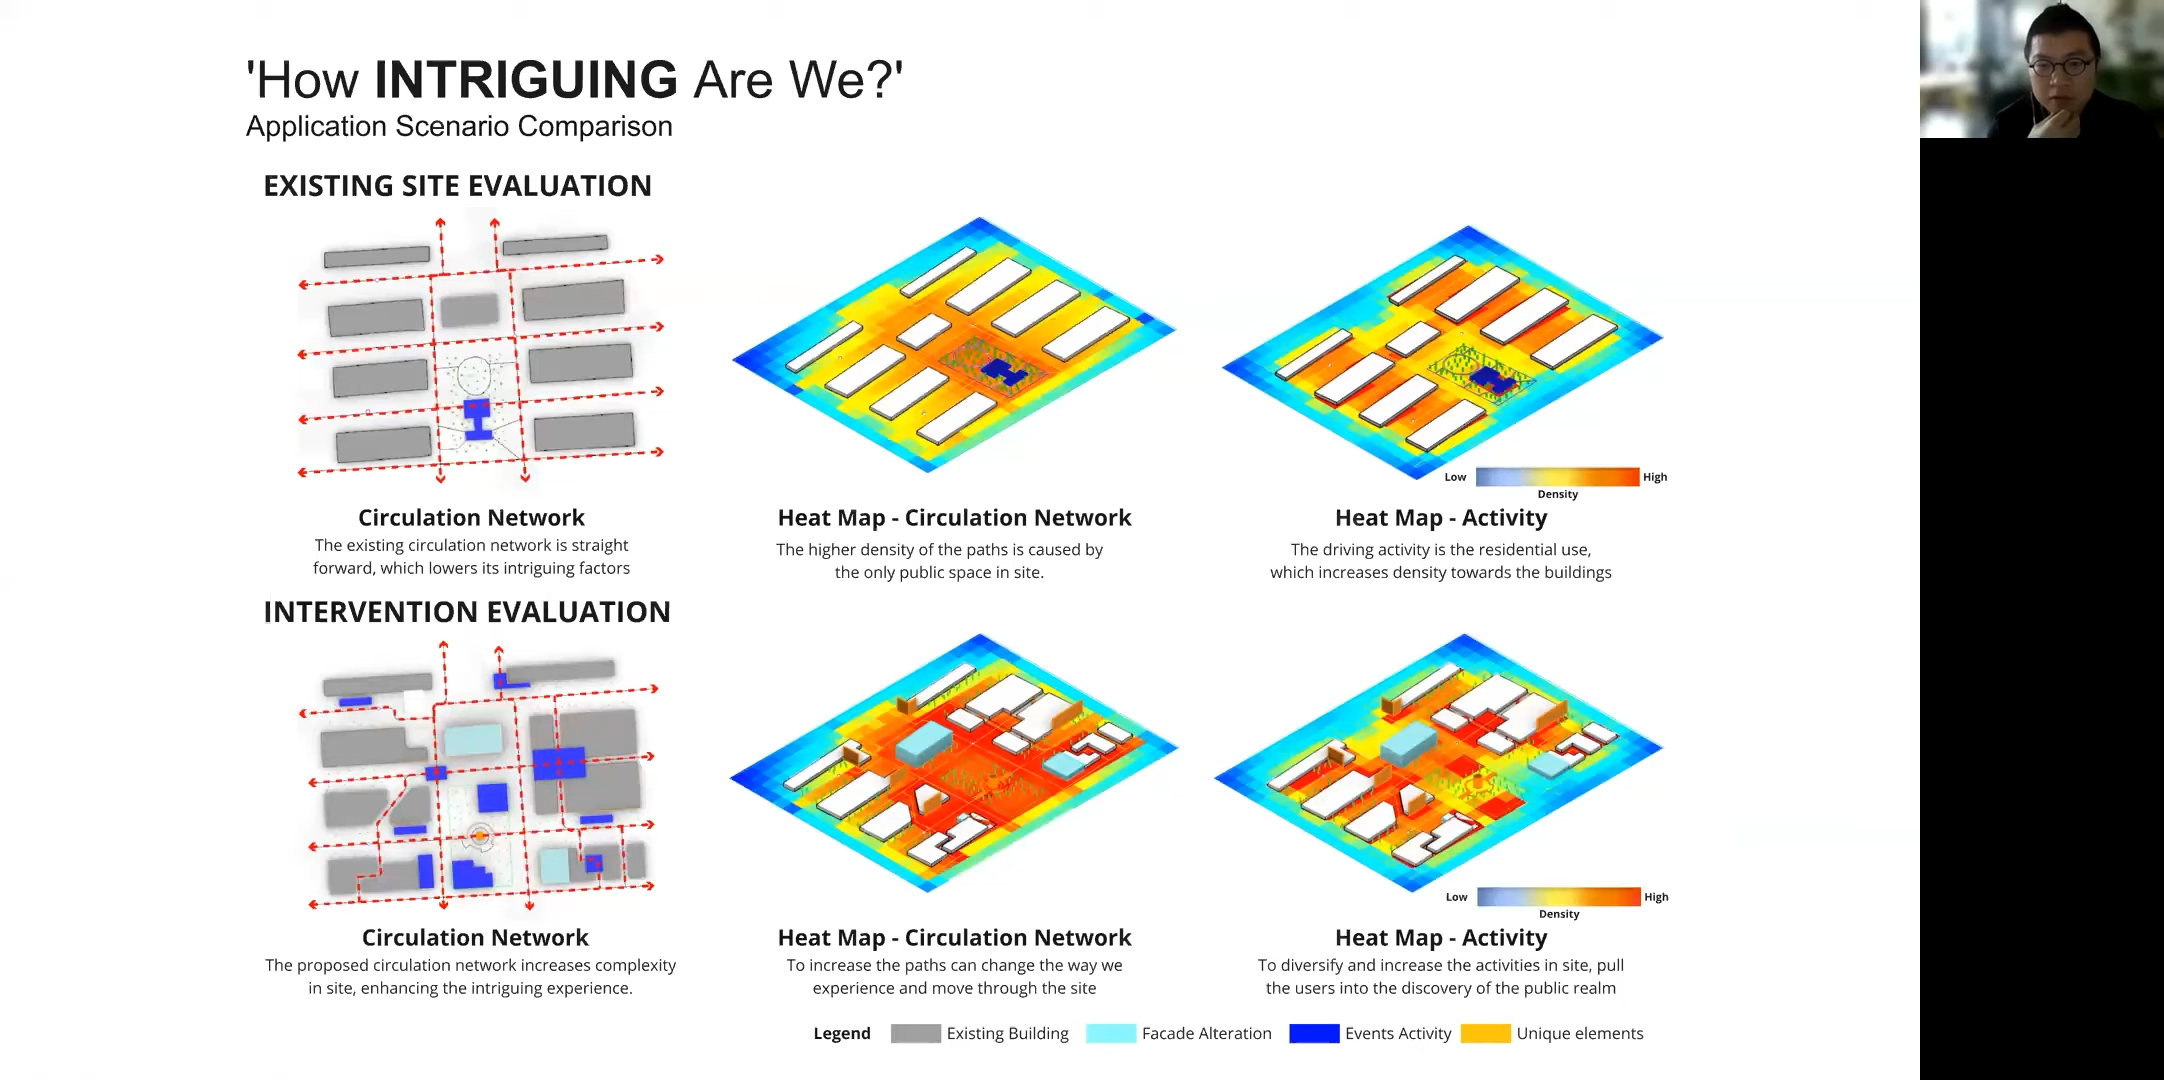 'How INTRIGUING Are We?'
Application Scenario Comparison
EXISTING SITE EVALUATION
Low
High
Density
Circulation Network
The existing circulation network is straight
forward, which lowers its intriguing factors
Heat Map - Circulation Network
The higher density of the paths is caused by
the only public space in site.
Heat Map - Activity
The driving activity is the residential use,
which increases density towards the buildings
INTERVENTION EVALUATION
Low
High
Density
Circulation Network
The proposed circulation network increases complexity
in site, enhancing the intriguing experience.
Heat Map - Circulation Network
To increase the paths can change the way we
experience and move through the site
Heat Map - Activity
To diversify and increase the activities in site, pull
the users into the discovery of the public realm
Legend
Existing Building
Facade Alteration
Events Activity
Unique elements